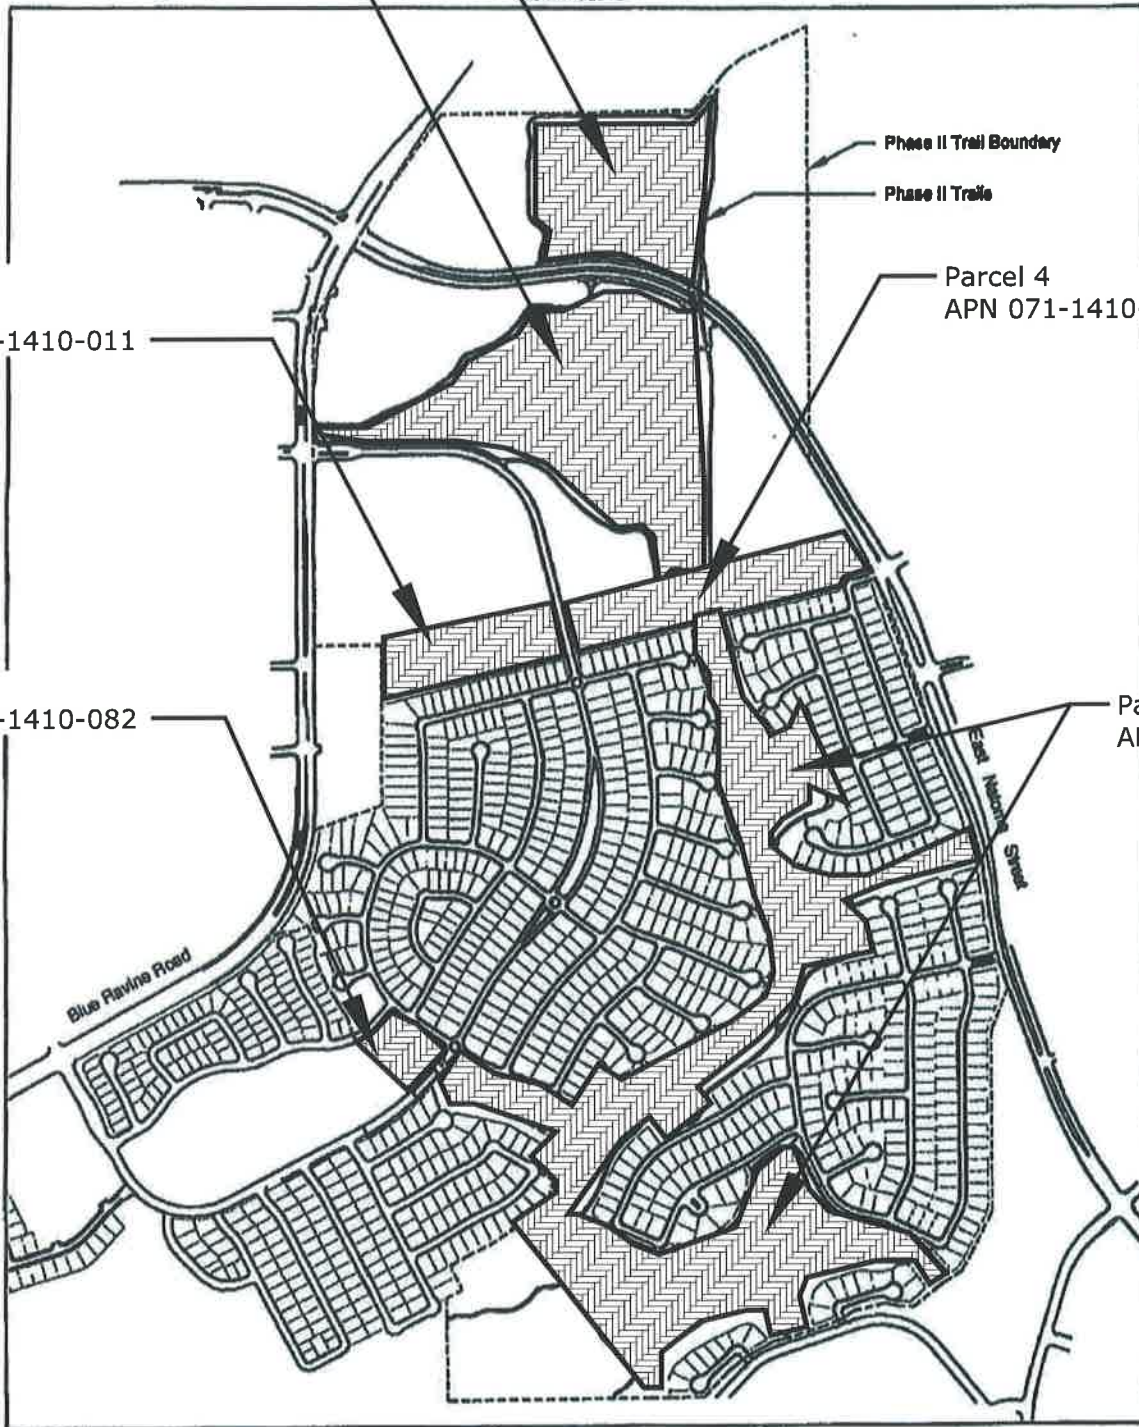 Phase II Trail Boundary
Phase II Trails
Parcel 4
APN 071-1410-
-1410-011
-1410-082
Pa
East Natoma Street
Blue Ravine Road